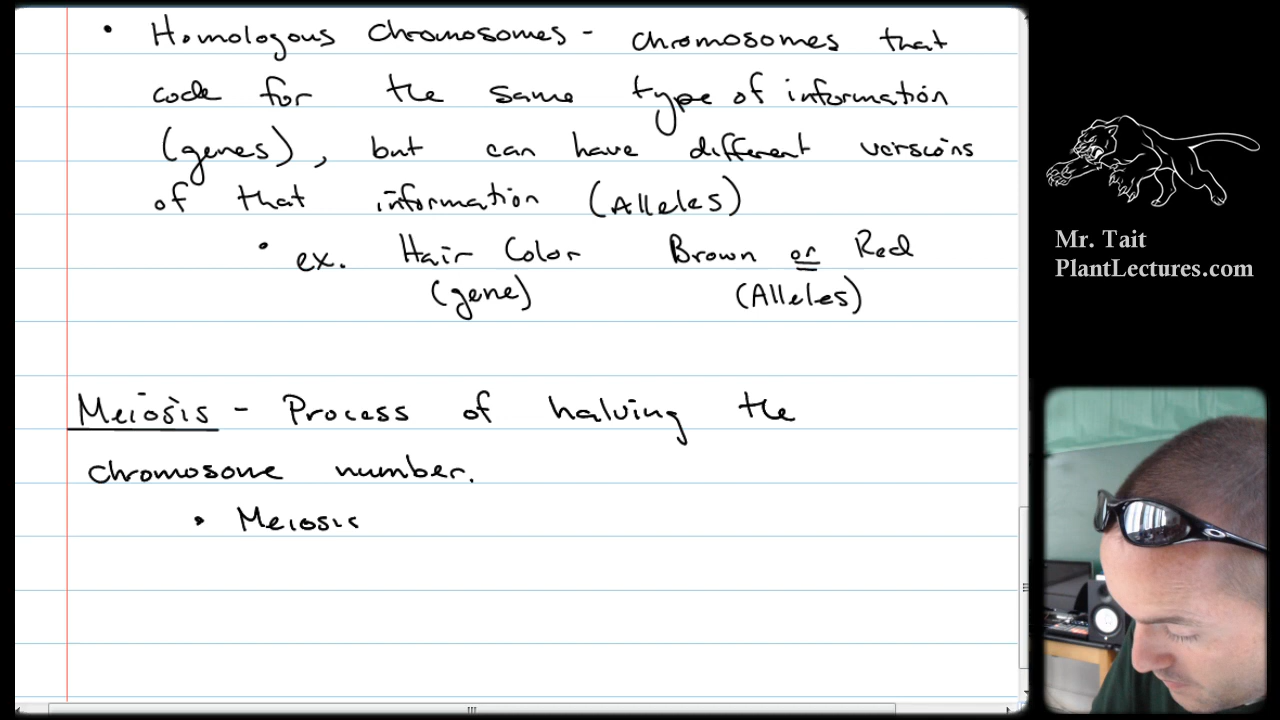 • Homologous Chromosomes - chromosomes that
code for the same type of information
(genes), but can have different versions
of that information (Alleles)
• ex. Hair Color Brown or Red
(gene) (Alleles)
Meiosis - Process of halving the
chromosone number.
• Meiosis
Mr. Tait
PlantLectures.com